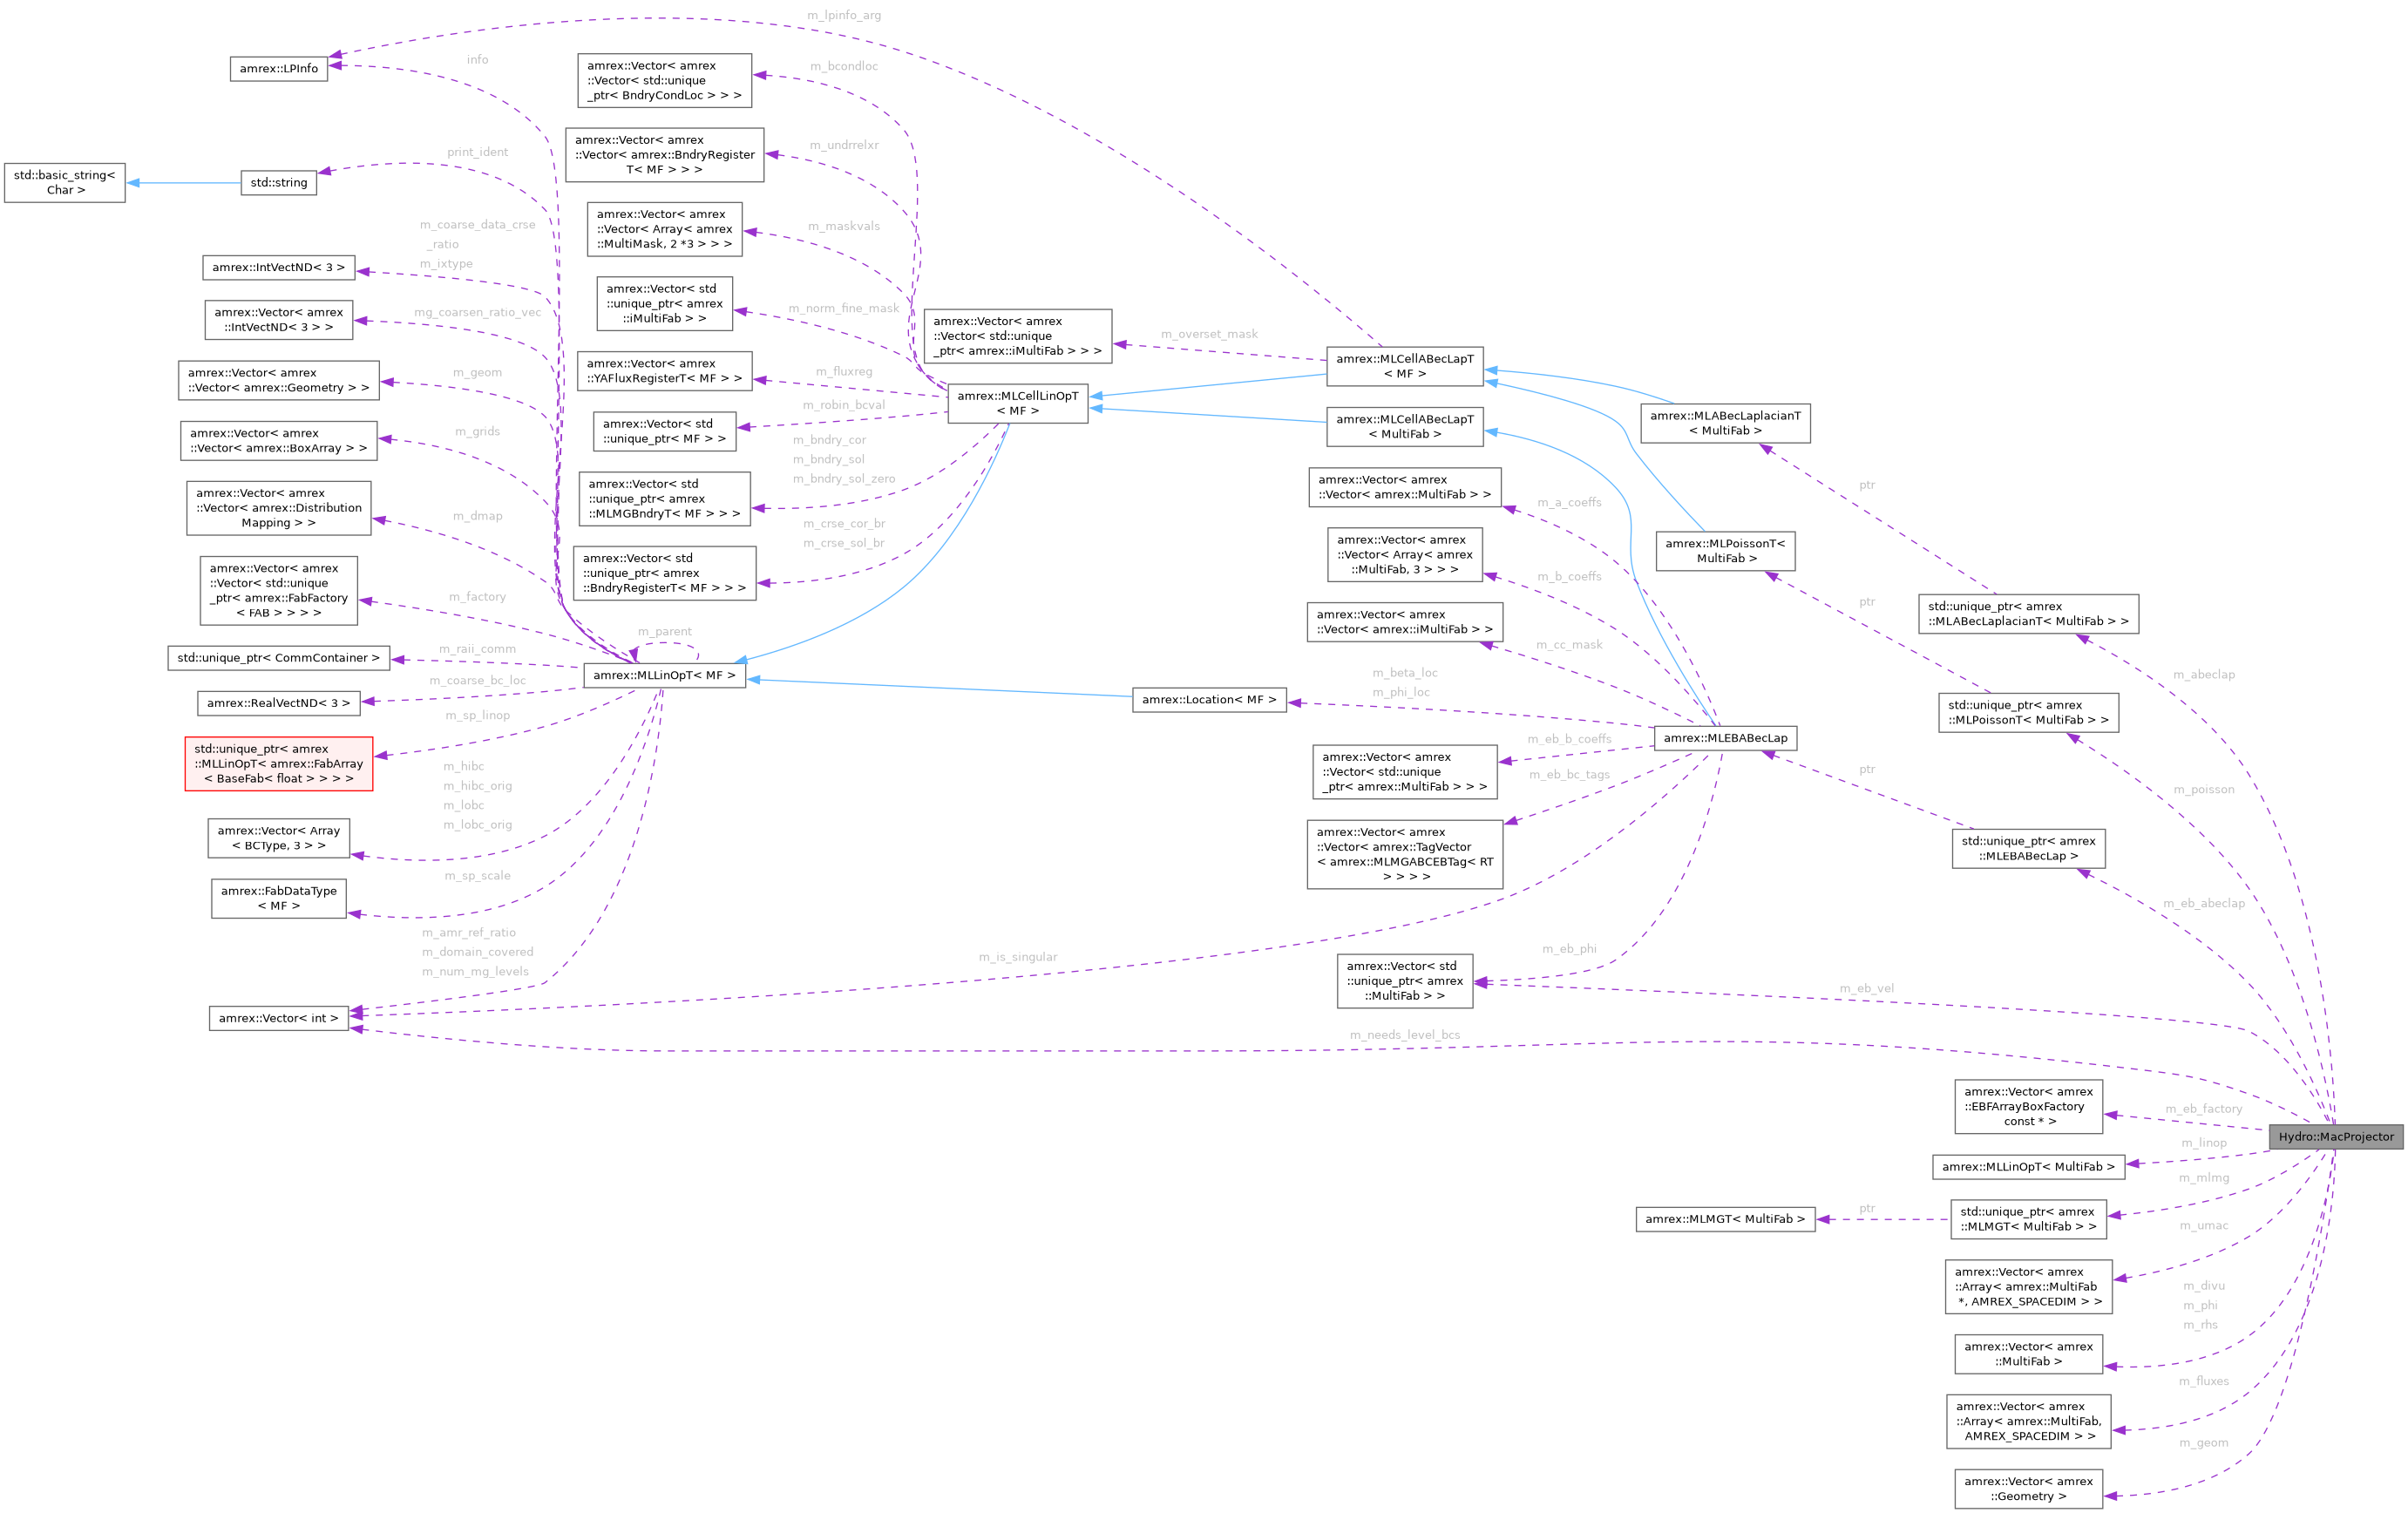 m_lpinfo_arg
amrex::LPInfo
info
amrex::Vector< amrex
::Vector< std::unique
_ptr< BndryCondLoc > > >
m_bcondloc
std::basic_string<
Char >
std::string
print_ident
amrex::Vector< amrex
::Vector< amrex::BndryRegister
T< MF > > >
m_undrrelxr
m_coarse_data_crse
_ratio
m_ixtype
amrex::IntVectND< 3 >
amrex::Vector< amrex
::Vector< Array< amrex
::MultiMask, 2 *3 > > >
m_maskvals
amrex::Vector< amrex
::IntVectND< 3 > >
mg_coarsen_ratio_vec
amrex::Vector< std
::unique_ptr< amrex
::iMultiFab > >
m_norm_fine_mask
amrex::Vector< amrex
::Vector< std::unique
_ptr< amrex::iMultiFab > > >
m_overset_mask
amrex::MLCellABecLapT
< MF >
amrex::Vector< amrex
::Vector< amrex::Geometry > >
m_geom
amrex::Vector< amrex
::YAFluxRegisterT< MF > >
m_fluxreg
amrex::MLCellLinOpT
< MF >
amrex::MLCellABecLapT
< MultiFab >
amrex::MLABecLaplacianT
< MultiFab >
amrex::Vector< amrex
::Vector< amrex::BoxArray > >
m_grids
amrex::Vector< std
::unique_ptr< MF > >
m_robin_bcval
m_bndry_cor
m_bndry_sol
m_bndry_sol_zero
amrex::Vector< std
::unique_ptr< amrex
::MLMGBndryT< MF > > >
amrex::Vector< amrex
::Vector< amrex::MultiFab > >
m_a_coeffs
ptr
amrex::Vector< amrex
::Vector< amrex::Distribution
Mapping > >
m_dmap
m_crse_cor_br
m_crse_sol_br
amrex::Vector< std
::unique_ptr< amrex
::BndryRegisterT< MF > > >
amrex::Vector< amrex
::Vector< Array< amrex
::MultiFab, 3 > > >
m_b_coeffs
amrex::MLPoissonT<
MultiFab >
amrex::Vector< amrex
::Vector< std::unique
_ptr< amrex::FabFactory
< FAB > > > >
m_factory
amrex::Vector< amrex
::Vector< amrex::iMultiFab > >
m_cc_mask
ptr
std::unique_ptr< amrex
::MLABecLaplacianT< MultiFab > >
m_parent
std::unique_ptr< CommContainer >
m_raii_comm
amrex::MLLinOpT< MF >
m_coarse_bc_loc
amrex::RealVectND< 3 >
amrex::Location< MF >
m_beta_loc
m_phi_loc
m_abeclap
std::unique_ptr< amrex
::MLPoissonT< MultiFab > >
m_sp_linop
std::unique_ptr< amrex
::MLLinOpT< amrex::FabArray
< BaseFab< float > > > >
amrex::MLEBABecLap
m_eb_b_coeffs
amrex::Vector< amrex
::Vector< std::unique
_ptr< amrex::MultiFab > > >
m_eb_bc_tags
ptr
m_poisson
m_hibc
m_hibc_orig
m_lobc
m_lobc_orig
amrex::Vector< Array
< BCType, 3 > >
amrex::Vector< amrex
::Vector< amrex::TagVector
< amrex::MLMGABCEBTag< RT
> > > >
std::unique_ptr< amrex
::MLEBABecLap >
m_sp_scale
amrex::FabDataType
< MF >
m_eb_abeclap
m_amr_ref_ratio
m_domain_covered
m_num_mg_levels
m_is_singular
m_eb_phi
amrex::Vector< std
::unique_ptr< amrex
::MultiFab > >
m_eb_vel
amrex::Vector< int >
m_needs_level_bcs
amrex::Vector< amrex
::EBFArrayBoxFactory
const * >
m_eb_factory
Hydro::MacProjector
m_linop
amrex::MLLinOpT< MultiFab >
m_mlmg
amrex::MLMGT< MultiFab >
ptr
std::unique_ptr< amrex
::MLMGT< MultiFab > >
m_umac
amrex::Vector< amrex
::Array< amrex::MultiFab
*, AMREX_SPACEDIM > >
m_divu
m_phi
m_rhs
amrex::Vector< amrex
::MultiFab >
m_fluxes
amrex::Vector< amrex
::Array< amrex::MultiFab,
AMREX_SPACEDIM > >
m_geom
amrex::Vector< amrex
::Geometry >